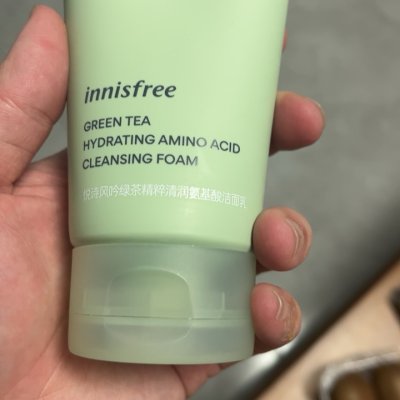 innisfree
GREEN TEA
HYDRATING AMINO ACID
CLEANSING FOAM
悦诗风吟绿茶精粹清润氨基酸洁面乳